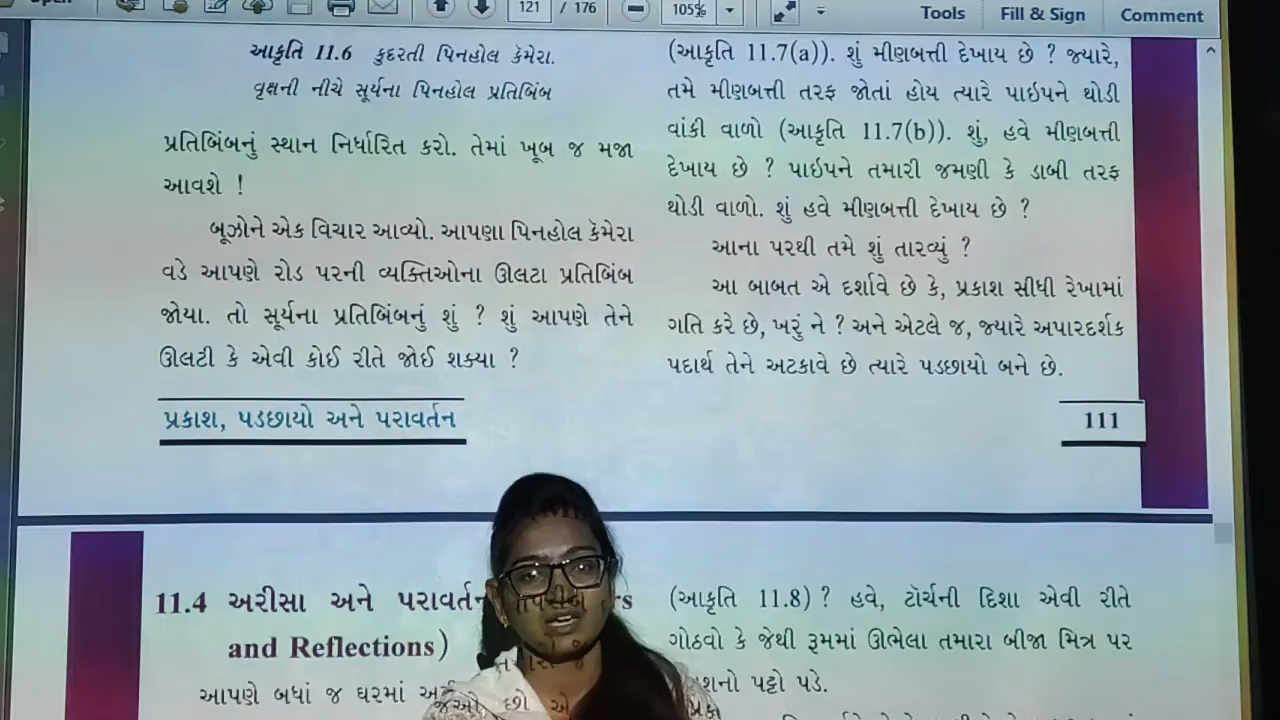 121 / 176
105%
Tools
Fill & Sign
Comment
આકૃતિ 11.6 કુદરતી પિનહોલ કૅમેરા.
વૃક્ષની નીચે સૂર્યના પિનહોલ પ્રતિબિંબ
પ્રતિબિંબનું સ્થાન નિર્ધારિત કરો. તેમાં ખૂબ જ મજા
આવશે !
બૂઝોને એક વિચાર આવ્યો. આપણા પિનહોલ કૅમેરા
વડે આપણે રોડ પરની વ્યક્તિઓના ઊલટા પ્રતિબિંબ
જોયા. તો સૂર્યના પ્રતિબિંબનું શું ? શું આપણે તેને
ઊલટી કે એવી કોઈ રીતે જોઈ શક્યા ?
(આકૃતિ 11.7(a)). શું મીણબત્તી દેખાય છે ? જ્યારે,
તમે મીણબત્તી તરફ જોતાં હોય ત્યારે પાઇપને થોડી
વાંકી વાળો (આકૃતિ 11.7(b)). શું, હવે મીણબત્તી
દેખાય છે ? પાઇપને તમારી જમણી કે ડાબી તરફ
થોડી વાળો. શું હવે મીણબત્તી દેખાય છે ?
આના પરથી તમે શું તારવ્યું ?
આ બાબત એ દર્શાવે છે કે, પ્રકાશ સીધી રેખામાં
ગતિ કરે છે, ખરું ને ? અને એટલે જ, જ્યારે અપારદર્શક
પદાર્થ તેને અટકાવે છે ત્યારે પડછાયો બને છે.
પ્રકાશ, પડછાયો અને પરાવર્તન
111
11.4 અરીસા અને પરાવર્તન
and Reflections)
આપણે બધાં જ ઘરમાં
(આકૃતિ 11.8) ? હવે, ટૉર્ચની દિશા એવી રીતે
ગોઠવો કે જેથી રૂમમાં ઊભેલા તમારા બીજા મિત્ર પર
પટ્ટો પડે.